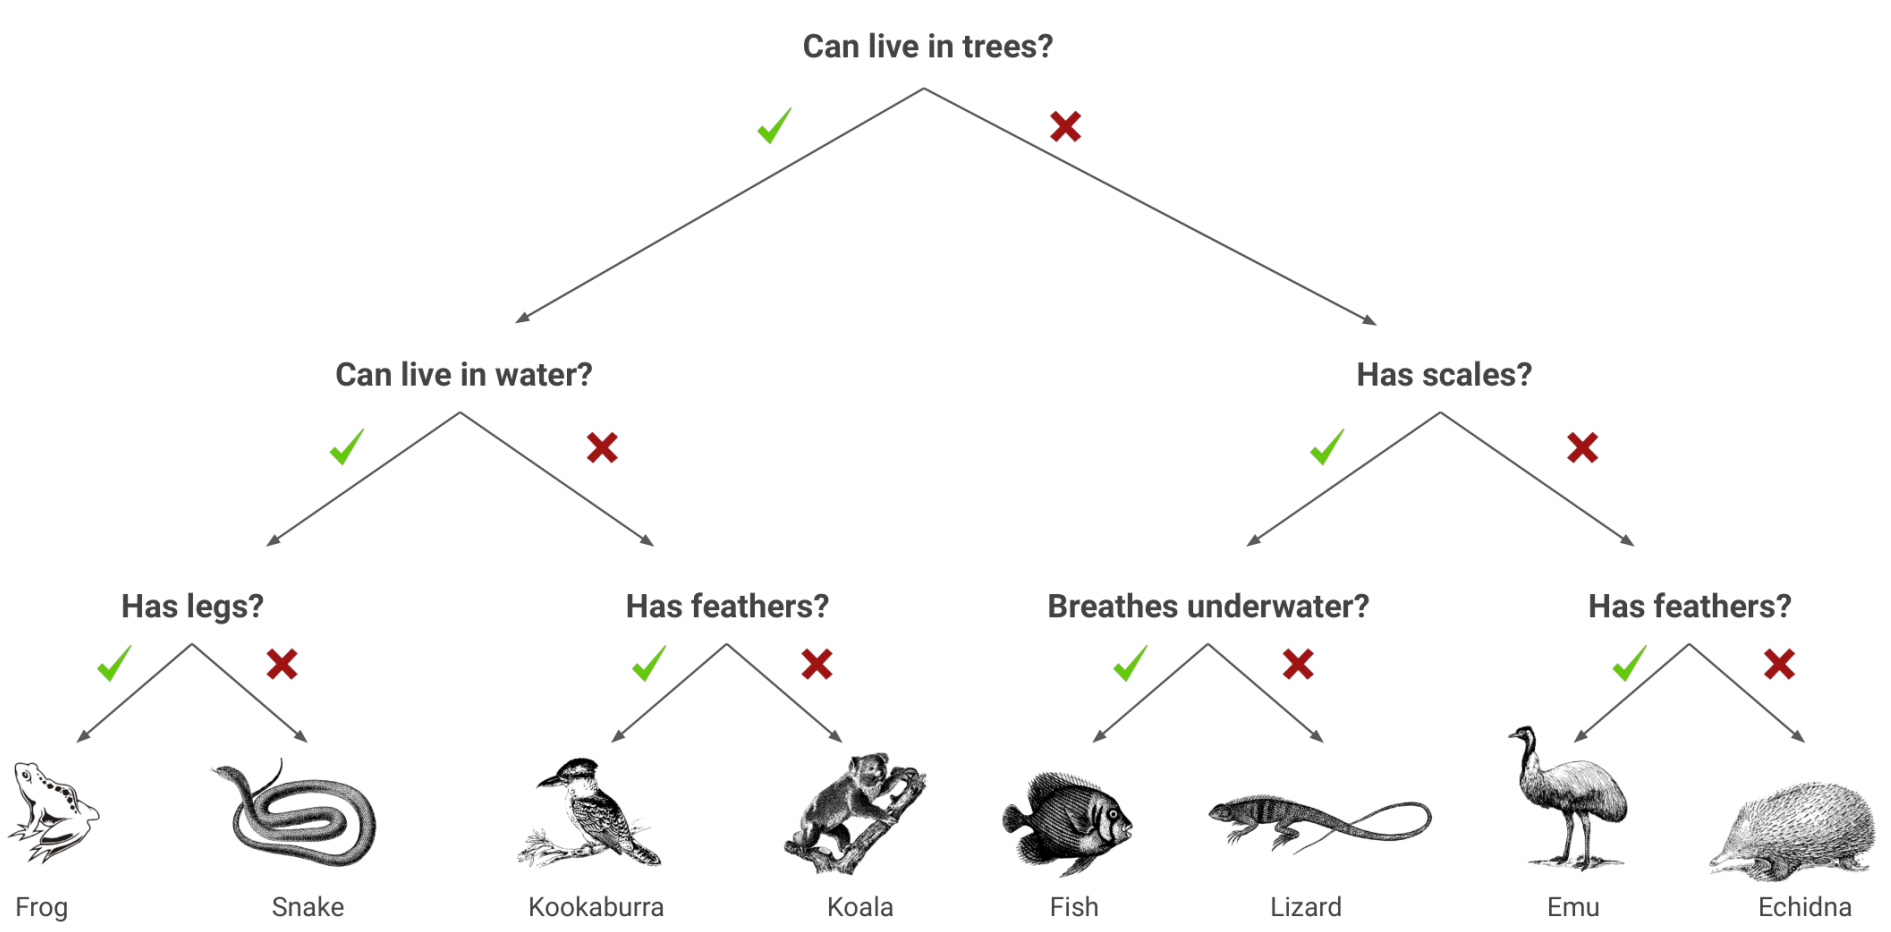 Can live in trees?
Can live in water?
Has scales?
Has legs?
Has feathers?
Breathes underwater?
Has feathers?
Frog
Snake
Kookaburra
Koala
Fish
Lizard
Emu
Echidna